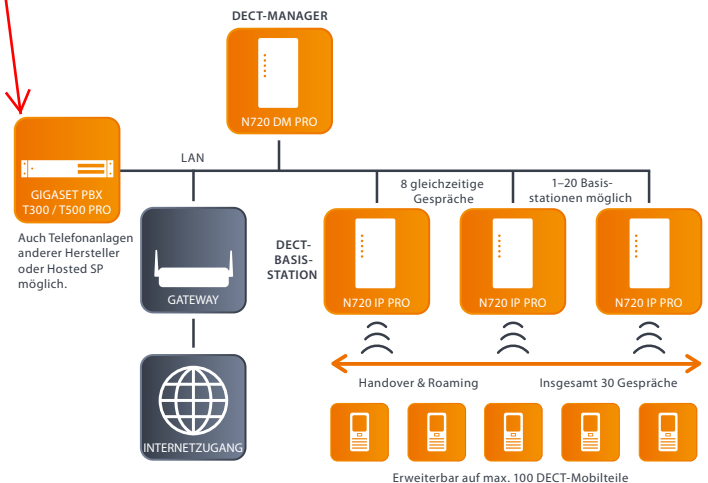 DECT-MANAGER
N720 DM PRO
LAN
GIGASET PBX
T300 / T500 PRO
Auch Telefonanlagen
anderer Hersteller
oder Hosted SP
möglich.
8 gleichzeitige
Gespräche
1–20 Basis-
stationen möglich
DECT-
BASIS-
STATION
GATEWAY
N720 IP PRO
N720 IP PRO
N720 IP PRO
Handover & Roaming
Insgesamt 30 Gespräche
INTERNETZUGANG
Erweiterbar auf max. 100 DECT-Mobilteile